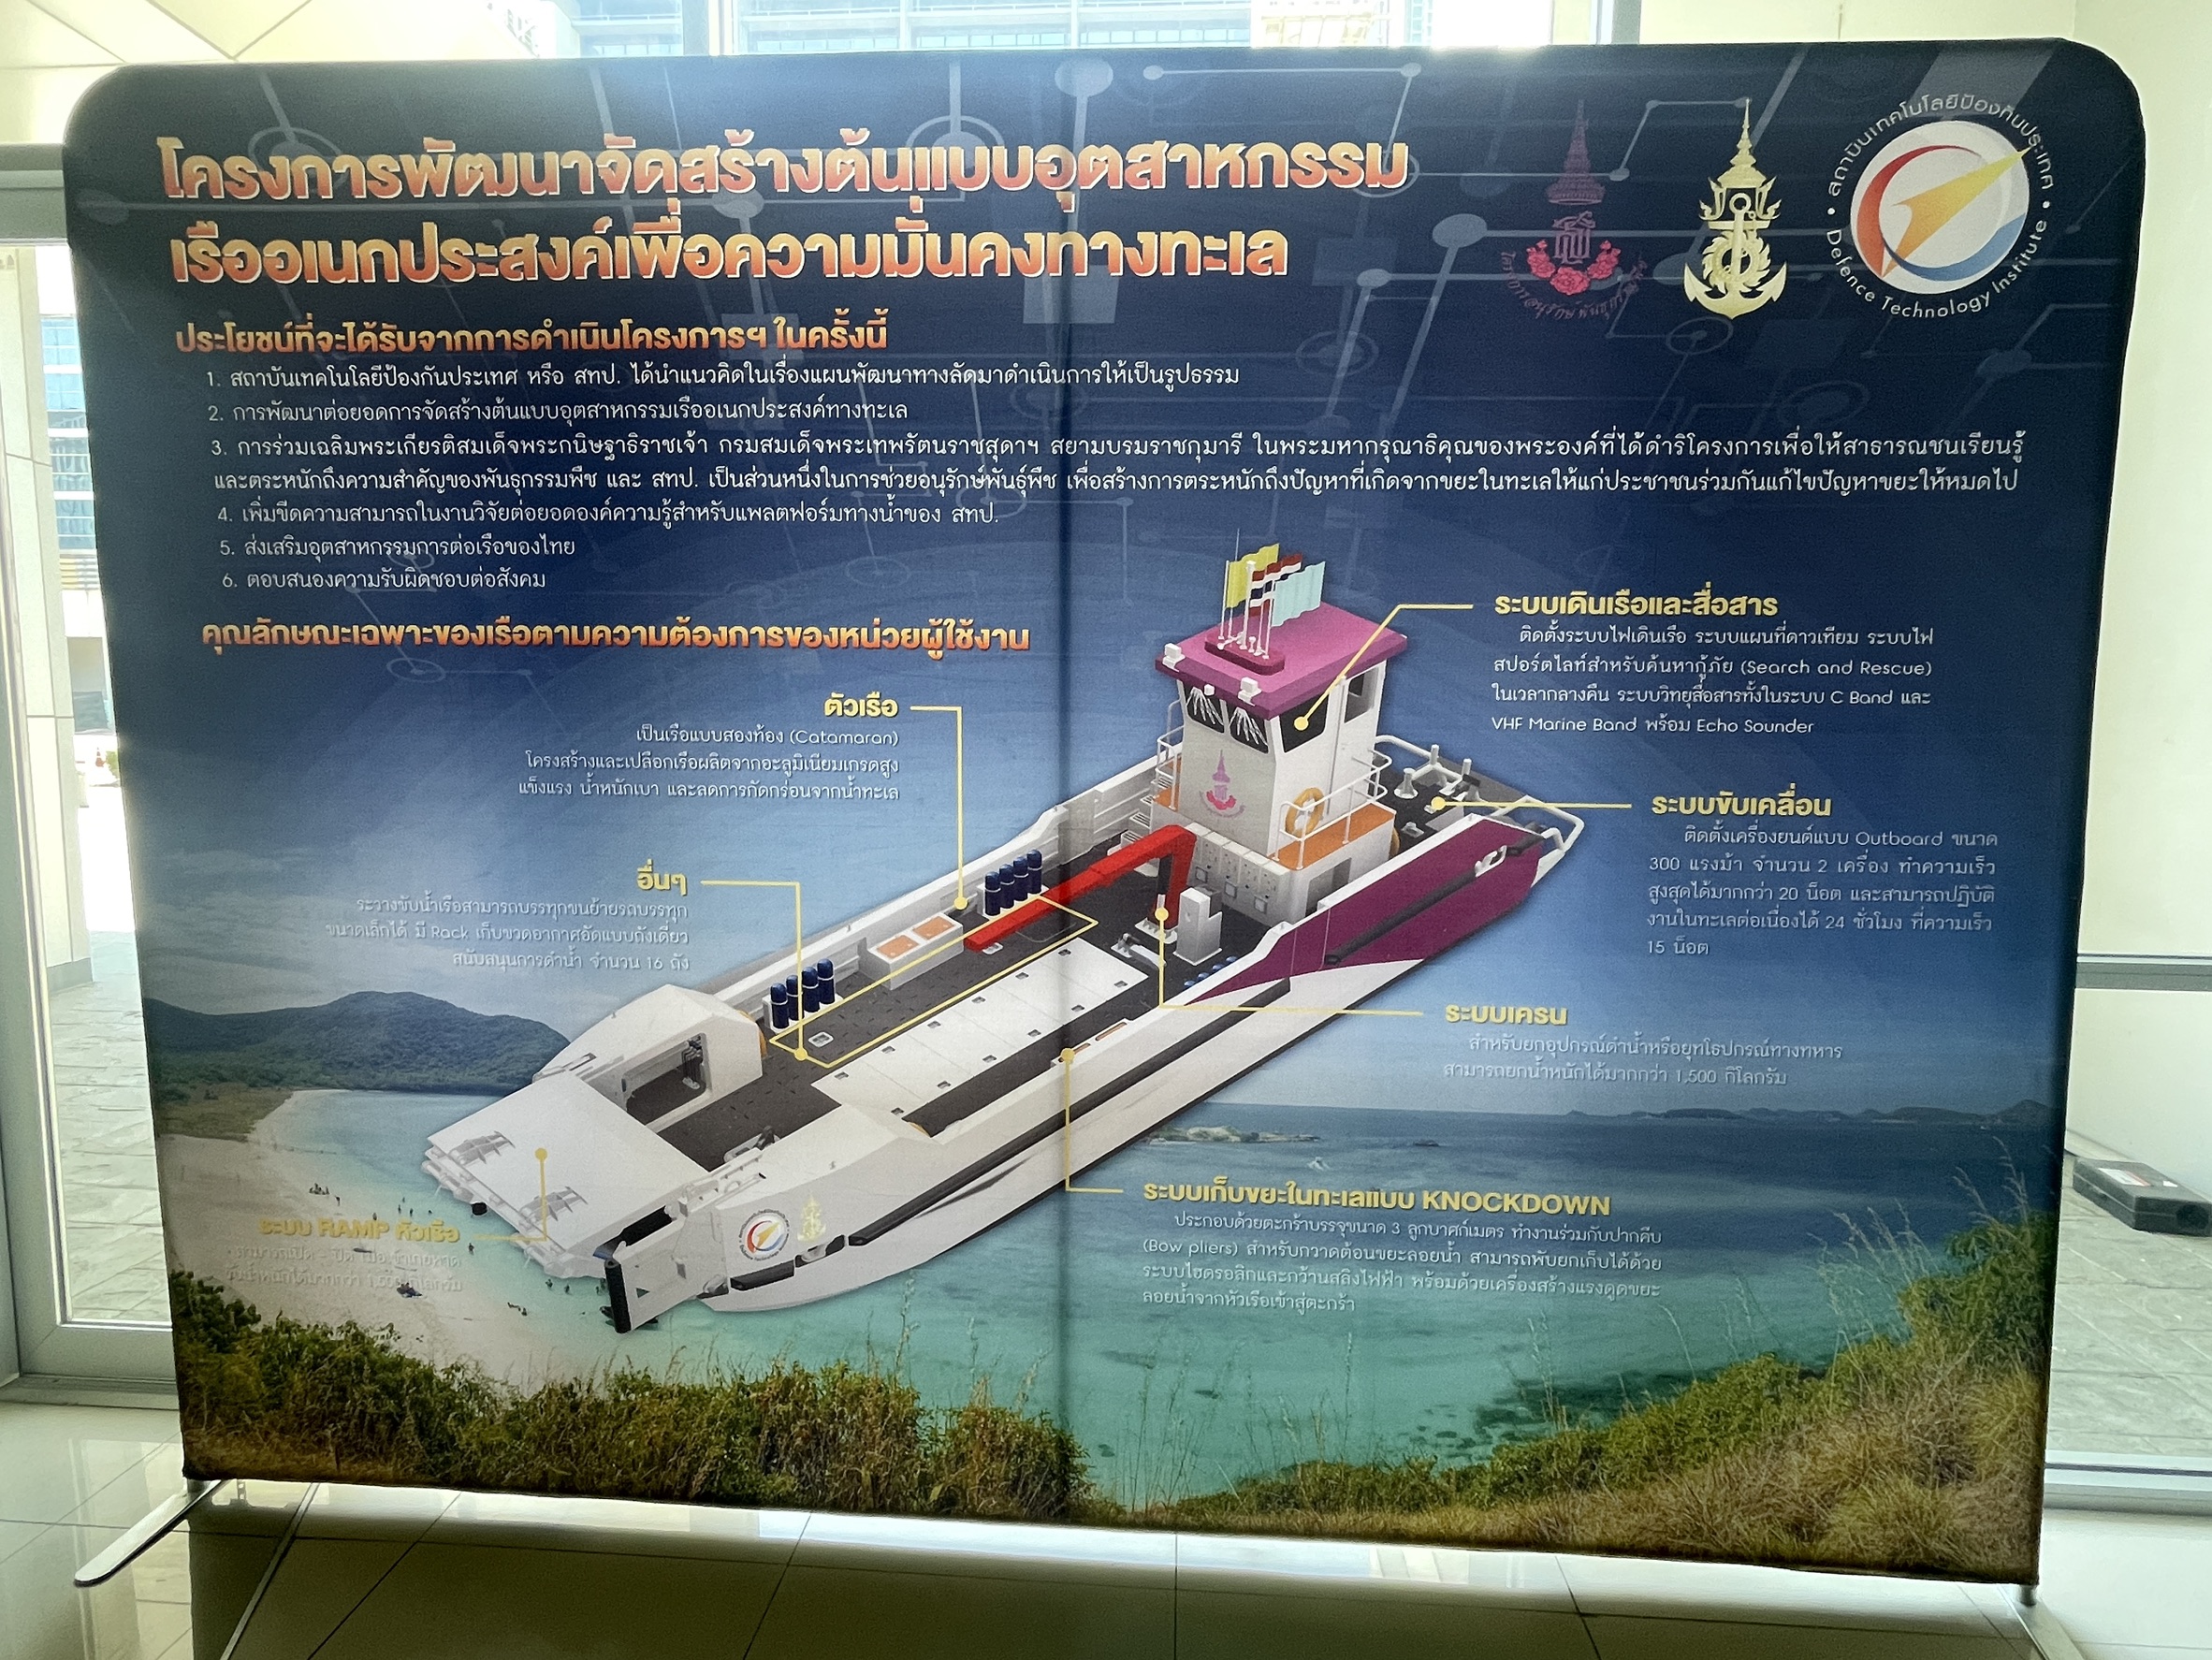 โครงการพัฒนาจัดสร้างต้นแบบอุตสาหกรรม
เรืออเนกประสงค์เพื่อความมั่นคงทางทะเล
สถาบันเทคโนโลยีป้องกันประเทศ
Defence Technology Institute
ประโยชน์ที่จะได้รับจากการดำเนินโครงการฯ ในครั้งนี้
1. สถาบันเทคโนโลยีป้องกันประเทศ หรือ สทป. ได้นำแนวคิดในเรื่องแผนพัฒนาทางลัดมาดำเนินการให้เป็นรูปธรรม
2. การพัฒนาต่อยอดการจัดสร้างต้นแบบอุตสาหกรรมเรืออเนกประสงค์ทางทะเล
3. การร่วมเฉลิมพระเกียรติสมเด็จพระกนิษฐาธิราชเจ้า กรมสมเด็จพระเทพรัตนราชสุดาฯ สยามบรมราชกุมารี ในพระมหากรุณาธิคุณของพระองค์ที่ได้ดำริโครงการเพื่อให้สาธารณชนเรียนรู้
และตระหนักถึงความสำคัญของพันธุกรรมพืช และ สทป. เป็นส่วนหนึ่งในการช่วยอนุรักษ์พันธุ์พืช เพื่อสร้างการตระหนักถึงปัญหาที่เกิดจากขยะในทะเลให้แก่ประชาชนร่วมกันแก้ไขปัญหาขยะให้หมดไป
4. เพิ่มขีดความสามารถในงานวิจัยต่อยอดองค์ความรู้สำหรับแพลตฟอร์มทางน้ำของ สทป.
5. ส่งเสริมอุตสาหกรรมการต่อเรือของไทย
6. ตอบสนองความรับผิดชอบต่อสังคม
คุณลักษณะเฉพาะของเรือตามความต้องการของหน่วยผู้ใช้งาน
ระบบเดินเรือและสื่อสาร
ติดตั้งระบบไฟเดินเรือ ระบบแผนที่ดาวเทียม ระบบไฟ
สปอร์ตไลท์สำหรับค้นหากู้ภัย (Search and Rescue)
ในเวลากลางคืน ระบบวิทยุสื่อสารทั้งในระบบ C Band และ
VHF Marine Band พร้อม Echo Sounder
ตัวเรือ
เป็นเรือแบบสองท้อง (Catamaran)
โครงสร้างและเปลือกเรือผลิตจากอะลูมิเนียมเกรดสูง
แข็งแรง น้ำหนักเบา และลดการกัดกร่อนจากน้ำทะเล
ระบบขับเคลื่อน
ติดตั้งเครื่องยนต์แบบ Outboard ขนาด
300 แรงม้า จำนวน 2 เครื่อง ทำความเร็ว
สูงสุดได้มากกว่า 20 น็อต และสามารถปฏิบัติ
งานในทะเลต่อเนื่องได้ 24 ชั่วโมง ที่ความเร็ว
15 น็อต
อื่นๆ
ระวางขับน้ำเรือสามารถบรรทุกขนย้ายรถบรรทุก
ขนาดเล็กได้ มี Rack เก็บขวดอากาศอัดแบบถังเดี่ยว
สนับสนุนการดำน้ำ จำนวน 16 ถัง
ระบบเครน
สำหรับยกอุปกรณ์ดำน้ำหรือยุทโธปกรณ์ทางทหาร
สามารถยกน้ำหนักได้มากกว่า 1,500 กิโลกรัม
ระบบเก็บขยะในทะเลแบบ KNOCKDOWN
ประกอบด้วยตะกร้าบรรจุขนาด 3 ลูกบาศก์เมตร ทำงานร่วมกับปากคีบ
(Bow pliers) สำหรับกวาดต้อนขยะลอยน้ำ สามารถพับยกเก็บได้ด้วย
ระบบไฮดรอลิกและกว้านสลิงไฟฟ้า พร้อมด้วยเครื่องสร้างแรงดูดขยะ
ลอยน้ำจากหัวเรือเข้าสู่ตะกร้า
ระบบ RAMP หัวเรือ
สามารถเปิด - ปิด
รับน้ำหนักได้มากกว่า 1,500 กิโลกรัม